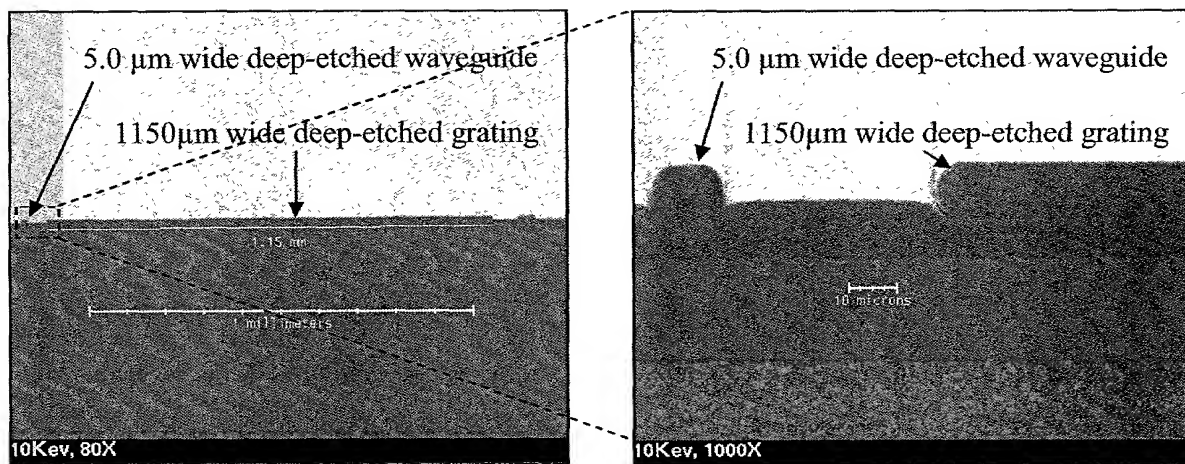 5.0 μm wide deep-etched waveguide
1150μm wide deep-etched grating
1.15 mm
1 millimeters
10Kev, 80X
5.0 μm wide deep-etched waveguide
1150μm wide deep-etched grating
10 microns
10Kev, 1000X